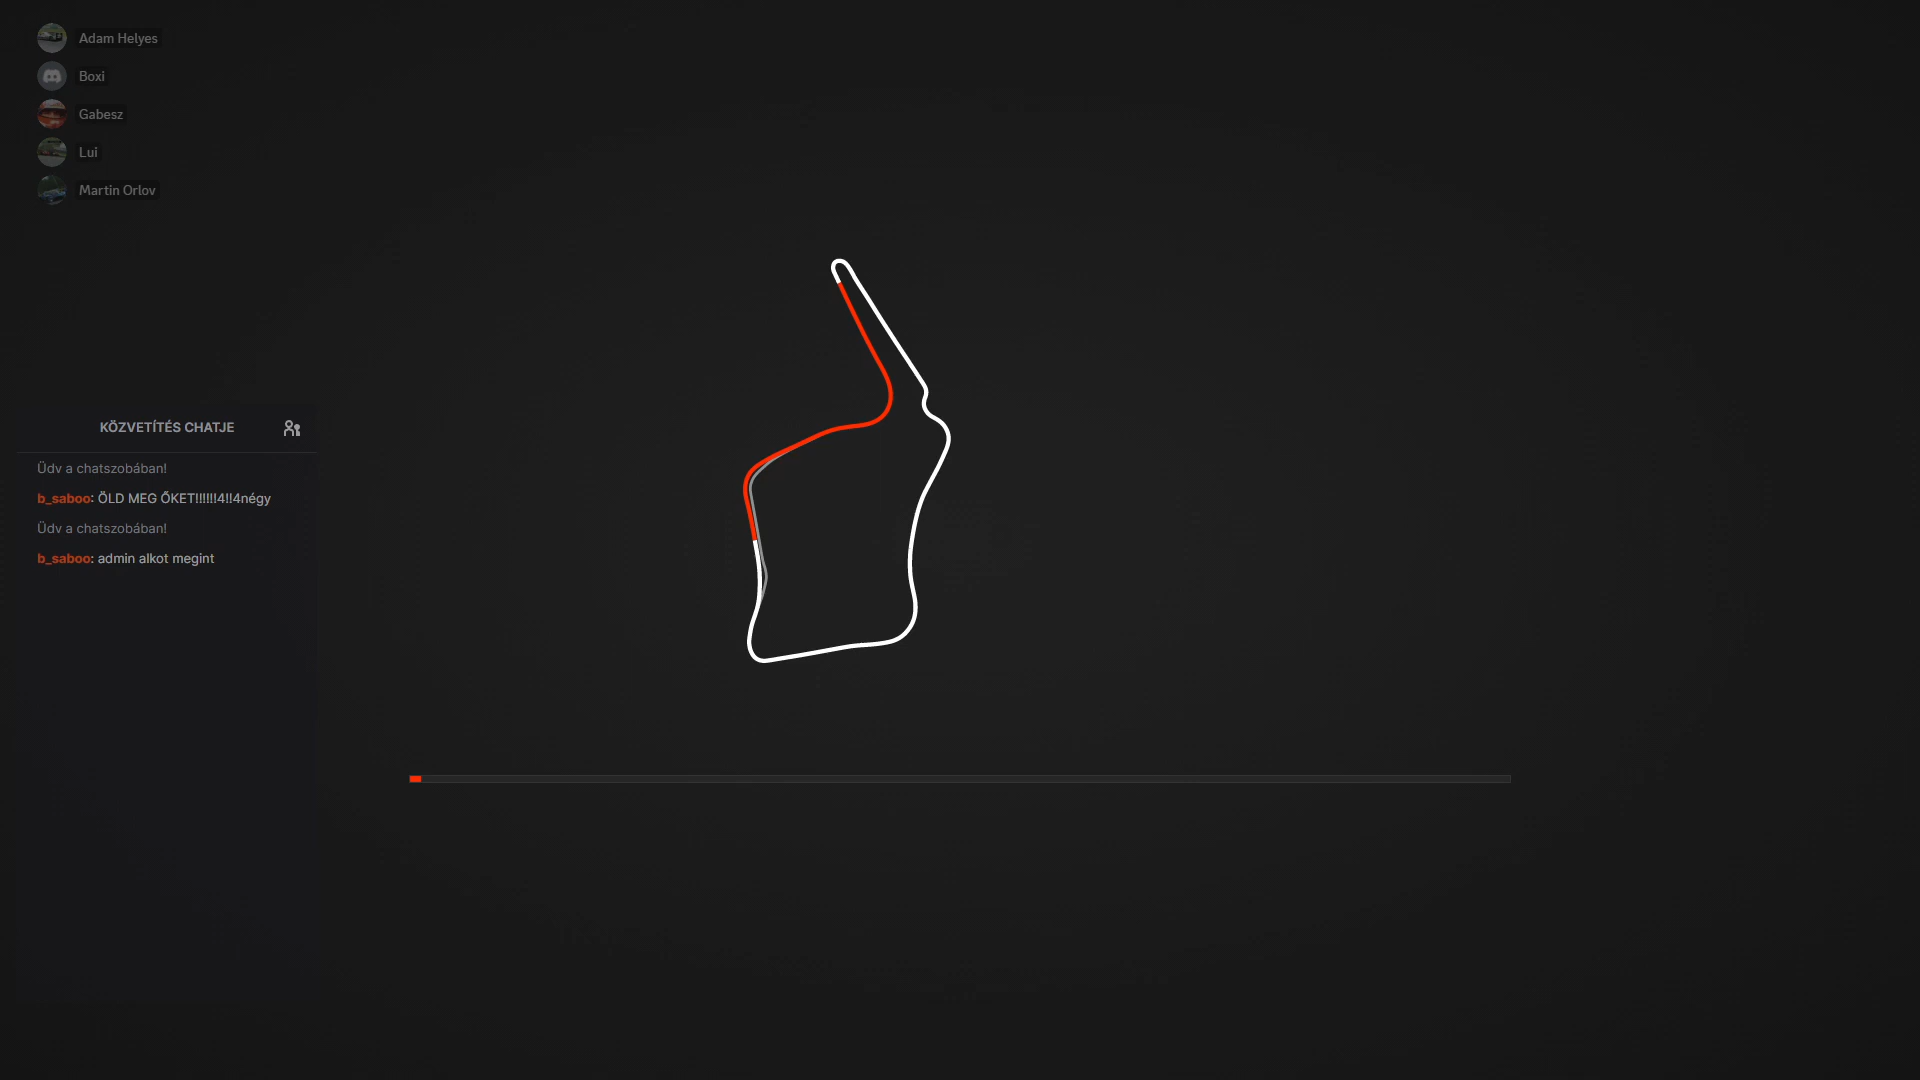 Adam Helyes
Boxi
Gabesz
Lui
Martin Orlov
KÖZVETÍTÉS CHATJE
Üdv a chatszobában!
b_saboo: ÖLD MEG ŐKET!!!!!!4!!4négy
Üdv a chatszobában!
b_saboo: admin alkot megint